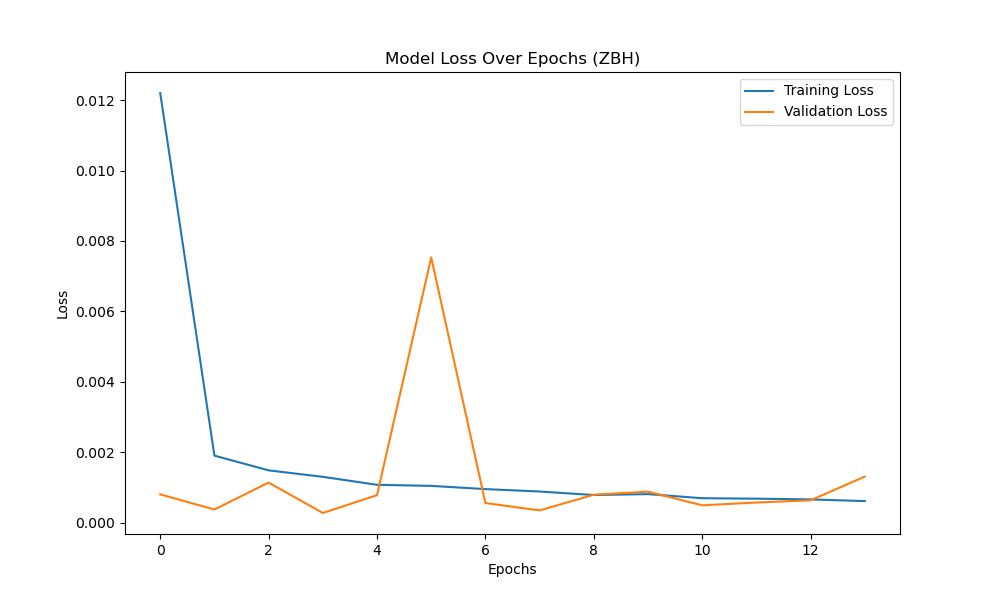 Model Loss Over Epochs (ZBH)
Training Loss
Validation Loss
0.012
0.010
0.008
0.006
0.004
0.002
0.000
Loss
0 2 4 6 8 10 12
Epochs